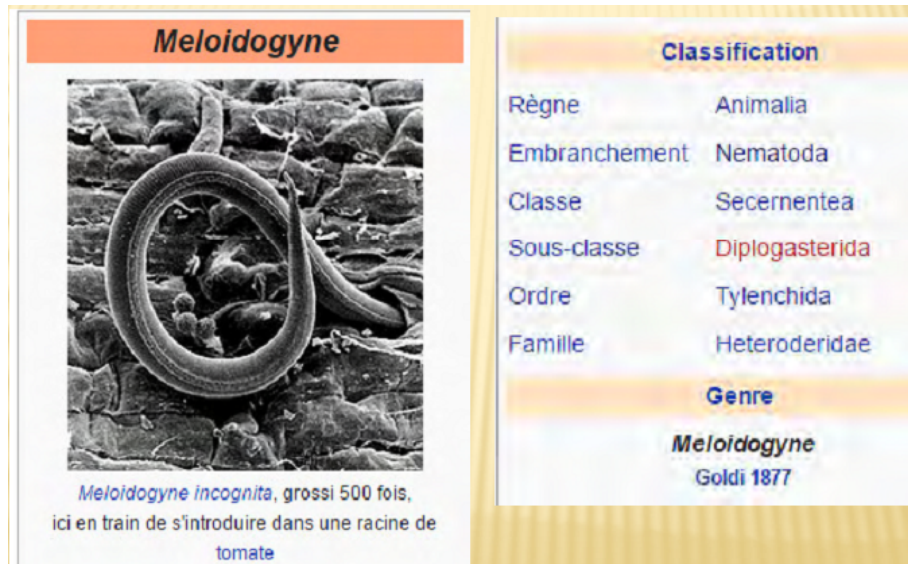 Meloidogyne
Meloidogyne incognita, grossi 500 fois,
ici en train de s'introduire dans une racine de
tomate
Classification
Règne Animalia
Embranchement Nematoda
Classe Secernentea
Sous-classe Diplogasterida
Ordre Tylenchida
Famille Heteroderidae
Genre
Meloidogyne
Goldi 1877